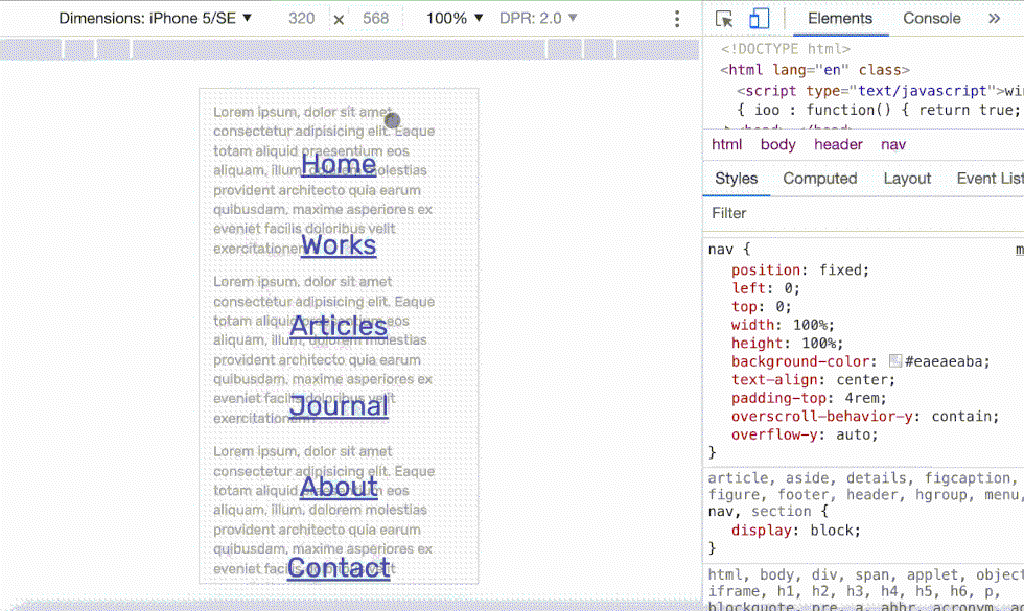 Dimensions: iPhone 5/SE ▼ 320 × 568 100% ▼ DPR: 2.0 ▼
Elements Console »
<!DOCTYPE html>
<html lang="en" class>
<script type="text/javascript">win
{ ioo : function() { return true;
html body header nav
Styles Computed Layout Event List
Filter
nav {
position: fixed;
left: 0;
top: 0;
width: 100%;
height: 100%;
background-color: #eaeaeaba;
text-align: center;
padding-top: 4rem;
overscroll-behavior-y: contain;
overflow-y: auto;
}
article, aside, details, figcaption,
figure, footer, header, hgroup, menu,
nav, section {
display: block;
}
html, body, div, span, applet, object
iframe, h1, h2, h3, h4, h5, h6, p,
blockquote, pre, a, abbr, acronym, a
Lorem ipsum, dolor sit amet
consectetur adipisicing elit. Eaque
totam aliquid praesentium eos
aliquam, illum, dolorem molestias
Home
provident architecto quia earum
quibusdam, maxime asperiores ex
eveniet facilis doloribus velit
exercitationem
Works
Lorem ipsum, dolor sit amet
consectetur adipisicing elit. Eaque
totam aliquid praesentium eos
Articles
aliquam, illum, dolorem molestias
provident architecto quia earum
quibusdam, maxime asperiores ex
eveniet facilis doloribus velit
Journal
exercitationem?
Lorem ipsum, dolor sit amet
consectetur adipisicing elit. Eaque
totam aliquid praesentium eos
About
aliquam, illum, dolorem molestias
provident architecto quia earum
quibusdam, maxime asperiores ex
eveniet facilis doloribus velit
Contact